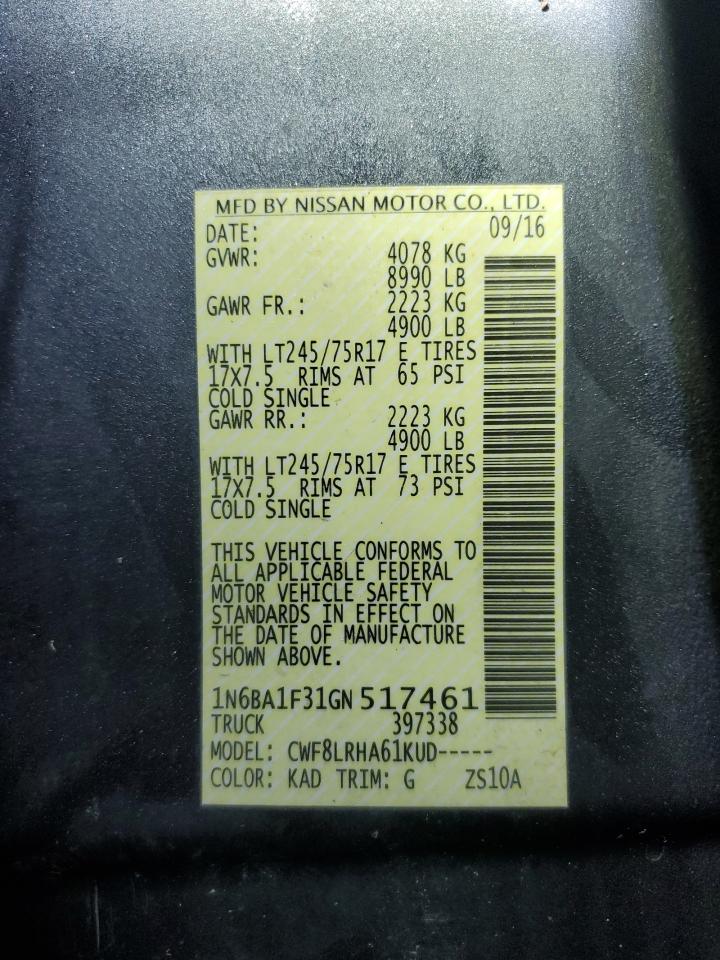 MFD BY NISSAN MOTOR CO., LTD.
DATE: 09/16
GVWR: 4078 KG
8990 LB
GAWR FR.: 2223 KG
4900 LB
WITH LT245/75R17 E TIRES
17X7.5 RIMS AT 65 PSI
COLD SINGLE
GAWR RR.: 2223 KG
4900 LB
WITH LT245/75R17 E TIRES
17X7.5 RIMS AT 73 PSI
COLD SINGLE
THIS VEHICLE CONFORMS TO
ALL APPLICABLE FEDERAL
MOTOR VEHICLE SAFETY
STANDARDS IN EFFECT ON
THE DATE OF MANUFACTURE
SHOWN ABOVE.
1N6BA1F31GN517461
TRUCK 397338
MODEL: CWF8LRHA61KUD-----
COLOR: KAD TRIM: G ZS10A